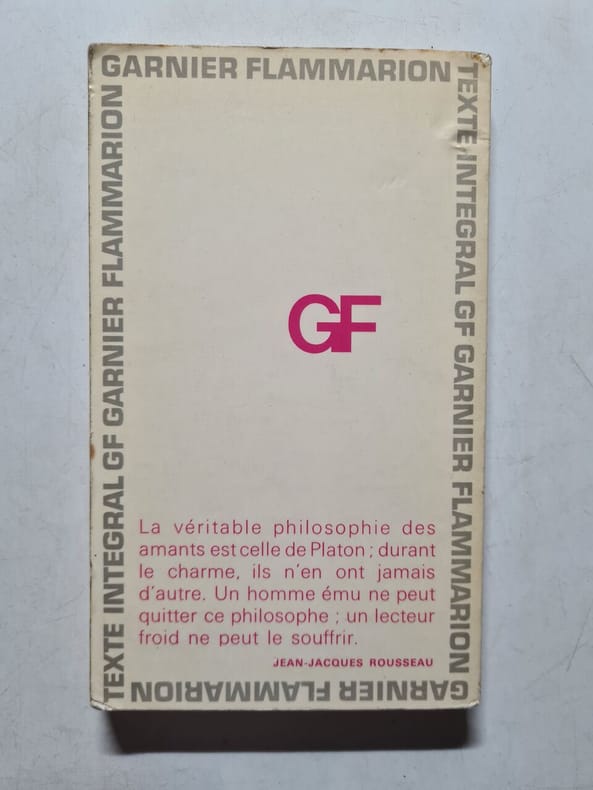 GARNIER FLAMMARION
TEXTE INTEGRAL GF GARNIER FLAMMARION
GARNIER FLAMMARION
TEXTE INTEGRAL GF GARNIER FLAMMARION
GF
La véritable philosophie des
amants est celle de Platon ; durant
le charme, ils n'en ont jamais
d'autre. Un homme ému ne peut
quitter ce philosophe ; un lecteur
froid ne peut le souffrir.
JEAN-JACQUES ROUSSEAU